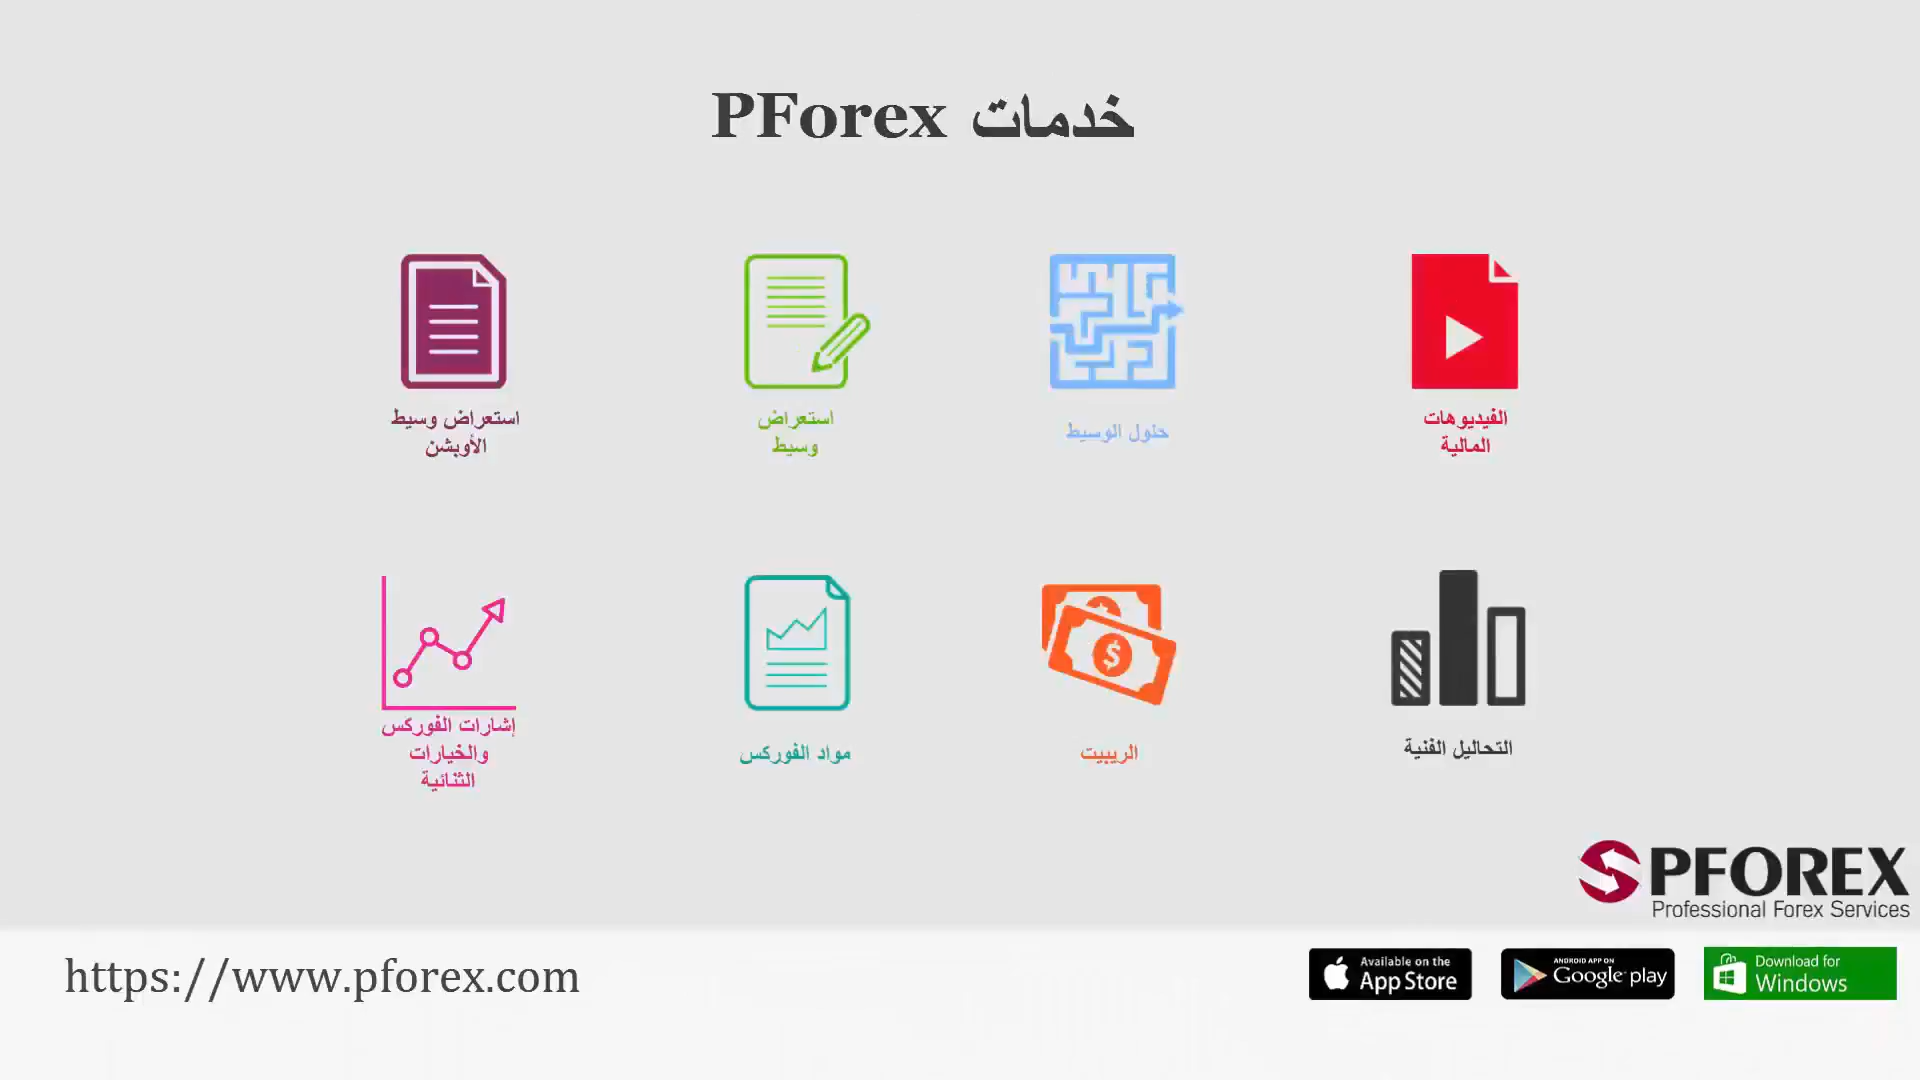 خدمات PForex
الفيديوهات
المالية
حلول الوسيط
استعراض
وسيط
استعراض وسيط
الأوبشن
التحاليل الفنية
الريبيت
مواد الفوركس
إشارات الفوركس
والخيارات
الثنائية
PFOREX
Professional Forex Services
https://www.pforex.com
Available on the
App Store
ANDROID APP ON
Google play
Download for
Windows